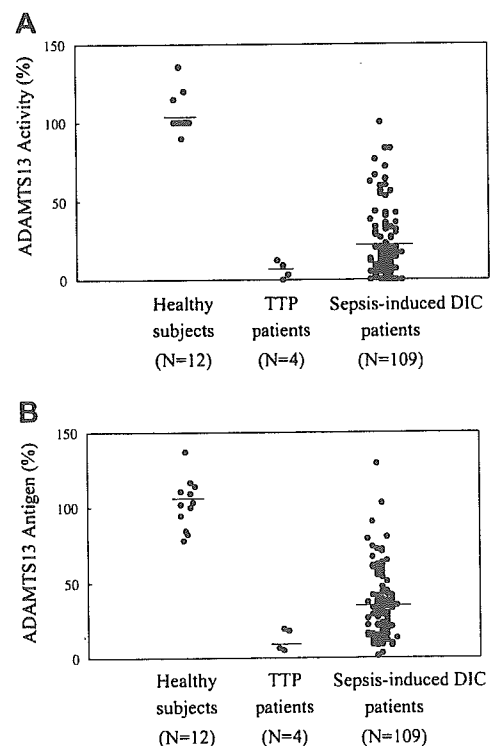 A
ADAMTS13 Activity (%)
150
100
50
0
Healthy subjects (N=12)
TTP patients (N=4)
Sepsis-induced DIC patients (N=109)
B
ADAMTS13 Antigen (%)
150
100
50
0
Healthy subjects (N=12)
TTP patients (N=4)
Sepsis-induced DIC patients (N=109)